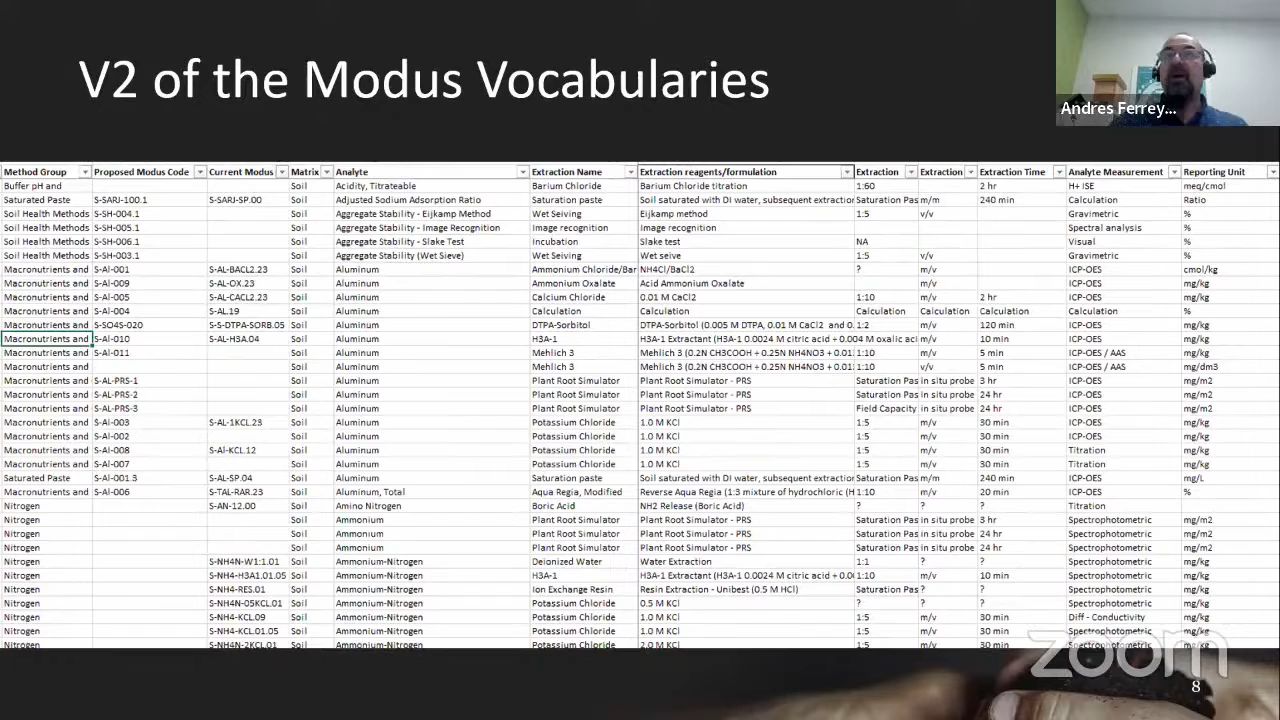 V2 of the Modus Vocabularies
Andres Ferrey...
Method Group Proposed Modus Code Current Modus Matrix Analyte Extraction Name Extraction reagents/formulation Extraction Extraction Extraction Time Analyte Measurement Reporting Unit
Buffer pH and Soil Acidity, Titrateable Barium Chloride Barium Chloride titration 1:60 2 hr H+ ISE meq/cmol
Saturated Paste S-SARJ-100.1 S-SARJ-SP.00 Soil Adjusted Sodium Adsorption Ratio Saturation paste Soil saturated with DI water, subsequent extraction Saturation Pas m/m 240 min Calculation Ratio
Soil Health Methods S-SH-004.1 Soil Aggregate Stability - Eijkamp Method Wet Seiving Eijkamp method 1:5 v/v Gravimetric %
Soil Health Methods S-SH-005.1 Soil Aggregate Stability - Image Recognition Image recognition Image recognition Spectral analysis %
Soil Health Methods S-SH-006.1 Soil Aggregate Stability - Slake Test Incubation Slake test NA Visual %
Soil Health Methods S-SH-003.1 Soil Aggregate Stability (Wet Sieve) Wet Seiving Wet seive 1:5 v/v Gravimetric %
Macronutrients and S-Al-001 S-AL-BACL2.23 Soil Aluminum Ammonium Chloride/Bar NH4Cl/BaCl2 ? m/v ICP-OES cmol/kg
Macronutrients and S-Al-009 S-AL-OX.23 Soil Aluminum Ammonium Oxalate Acid Ammonium Oxalate m/v ICP-OES mg/kg
Macronutrients and S-Al-005 S-AL-CACL2.23 Soil Aluminum Calcium Chloride 0.01 M CaCl2 1:10 m/v 2 hr ICP-OES mg/kg
Macronutrients and S-Al-004 S-AL.19 Soil Aluminum Calculation Calculation Calculation Calculation Calculation Calculation %
Macronutrients and S-SO4S-020 S-S-DTPA-SORB.05 Soil Aluminum DTPA-Sorbitol DTPA-Sorbitol (0.005 M DTPA, 0.01 M CaCl2 and 0. 1:2 m/v 120 min ICP-OES mg/kg
Macronutrients and S-Al-010 S-AL-H3A.04 Soil Aluminum H3A-1 H3A-1 Extractant (H3A-1 0.0024 M citric acid + 0.004 M oxalic aci m/v 10 min ICP-OES mg/kg
Macronutrients and S-Al-011 Soil Aluminum Mehlich 3 Mehlich 3 (0.2N CH3COOH + 0.25N NH4NO3 + 0.01 1:10 m/v 5 min ICP-OES / AAS mg/kg
Macronutrients and Soil Aluminum Mehlich 3 Mehlich 3 (0.2N CH3COOH + 0.25N NH4NO3 + 0.01 1:10 v/v 5 min ICP-OES / AAS mg/dm3
Macronutrients and S-AL-PRS-1 Soil Aluminum Plant Root Simulator Plant Root Simulator - PRS Saturation Pas in situ probe 3 hr ICP-OES mg/m2
Macronutrients and S-AL-PRS-2 Soil Aluminum Plant Root Simulator Plant Root Simulator - PRS Saturation Pas in situ probe 24 hr ICP-OES mg/m2
Macronutrients and S-AL-PRS-3 Soil Aluminum Plant Root Simulator Plant Root Simulator - PRS Field Capacity in situ probe 24 hr ICP-OES mg/m2
Macronutrients and S-Al-003 S-AL-1KCL.23 Soil Aluminum Potassium Chloride 1.0 M KCl 1:5 m/v 30 min ICP-OES mg/kg
Macronutrients and S-Al-002 Soil Aluminum Potassium Chloride 1.0 M KCl 1:5 m/v 30 min ICP-OES mg/kg
Macronutrients and S-Al-008 S-Al-KCL.12 Soil Aluminum Potassium Chloride 1.0 M KCl 1:5 m/v 30 min Titration mg/kg
Macronutrients and S-Al-007 Soil Aluminum Potassium Chloride 1.0 M KCl 1:5 m/v 30 min Titration mg/kg
Saturated Paste S-Al-001.3 S-AL-SP.04 Soil Aluminum Saturation paste Soil saturated with DI water, subsequent extraction Saturation Pas m/m 240 min ICP-OES mg/L
Macronutrients and S-Al-006 S-TAL-RAR.23 Soil Aluminum, Total Aqua Regia, Modified Reverse Aqua Regia (1:3 mixture of hydrochloric (H 1:10 m/v 20 min ICP-OES %
Nitrogen S-AN-12.00 Soil Amino Nitrogen Boric Acid NH2 Release (Boric Acid) ? ? ? Titration
Nitrogen Soil Ammonium Plant Root Simulator Plant Root Simulator - PRS Saturation Pas in situ probe 3 hr Spectrophotometric mg/m2
Nitrogen Soil Ammonium Plant Root Simulator Plant Root Simulator - PRS Saturation Pas in situ probe 24 hr Spectrophotometric mg/m2
Nitrogen Soil Ammonium Plant Root Simulator Plant Root Simulator - PRS Saturation Pas in situ probe 24 hr Spectrophotometric mg/m2
Nitrogen S-NH4N-W1:1.01 Soil Ammonium-Nitrogen Deionized Water Water Extraction 1:1 ? ? Spectrophotometric mg/kg
Nitrogen S-NH4-H3A1.01.05 Soil Ammonium-Nitrogen H3A-1 H3A-1 Extractant (H3A-1 0.0024 M citric acid + 0.0 1:10 m/v 10 min Spectrophotometric mg/kg
Nitrogen S-NH4-RES.01 Soil Ammonium-Nitrogen Ion Exchange Resin Resin Extraction - Unibest (0.5 M HCl) Saturation Pas ? ? Spectrophotometric mg/kg
Nitrogen S-NH4N-05KCL.01 Soil Ammonium-Nitrogen Potassium Chloride 0.5 M KCl ? ? ? Spectrophotometric mg/kg
Nitrogen S-NH4-KCL.09 Soil Ammonium-Nitrogen Potassium Chloride 1.0 M KCl 1:5 m/v 30 min Diff - Conductivity mg/kg
Nitrogen S-NH4-KCL.01.05 Soil Ammonium-Nitrogen Potassium Chloride 1.0 M KCl 1:5 m/v 30 min Spectrophotometric mg/kg
Nitrogen S-NH4N-2KCL.01 Soil Ammonium-Nitrogen Potassium Chloride 2.0 M KCl 1:5 m/v 30 min Spectrophotometric mg/kg
zoom
8